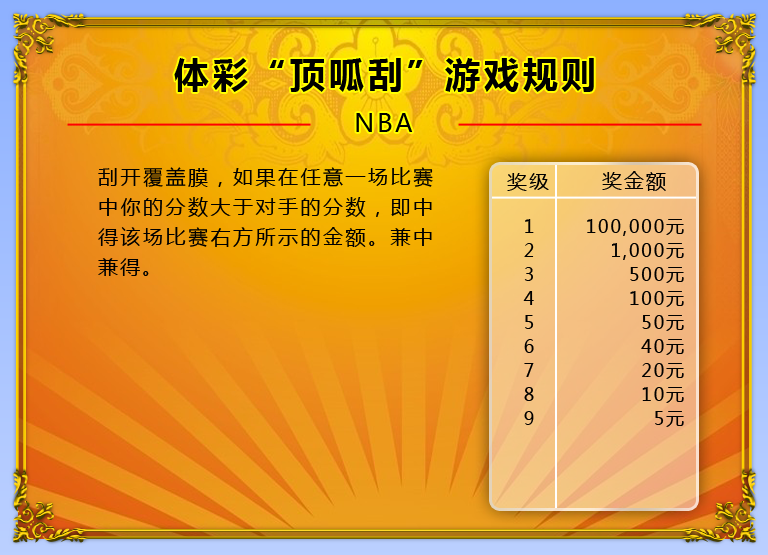 体彩“顶呱刮”游戏规则
NBA
刮开覆盖膜，如果在任意一场比赛
中你的分数大于对手的分数，即中
得该场比赛右方所示的金额。兼中
兼得。
奖级 奖金额
1 100,000元
2 1,000元
3 500元
4 100元
5 50元
6 40元
7 20元
8 10元
9 5元